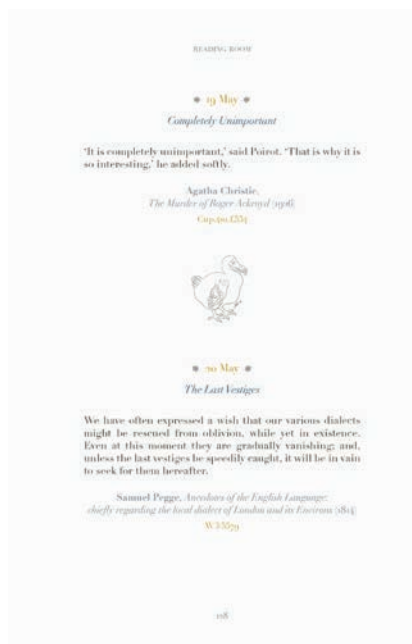 READING ROOM
19 May
Completely Unimportant
‘It is completely unimportant,’ said Poirot. ‘That is why it is
so interesting,’ he added softly.
Agatha Christie,
The Murder of Roger Ackroyd (1926)
20 May
The Last Vestiges
We have often expressed a wish that our various dialects
might be rescued from oblivion, while yet in existence.
Even at this moment they are gradually vanishing; and,
unless the last vestiges be speedily caught, it will be in vain
to seek for them hereafter.
Samuel Pegge, Anecdotes of the English Language;
chiefly regarding the local dialect of London and its Environs (1814)
118